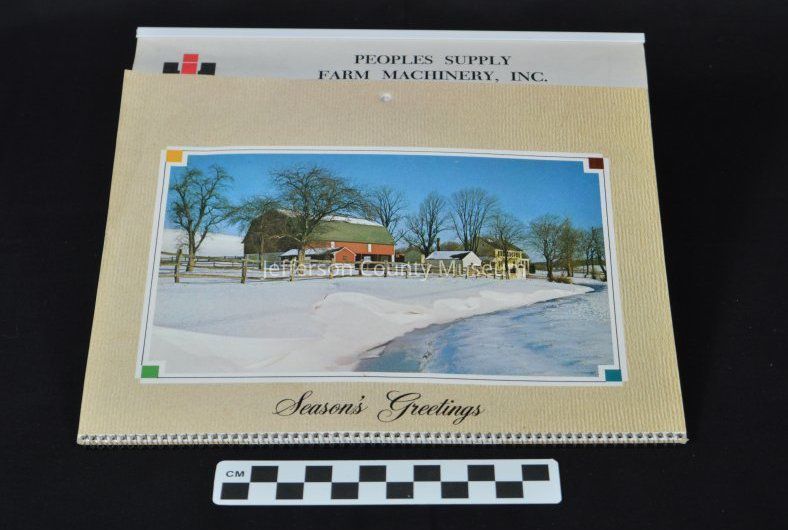 PEOPLES SUPPLY
FARM MACHINERY, INC.
Jefferson County Museum
Season's Greetings
CM